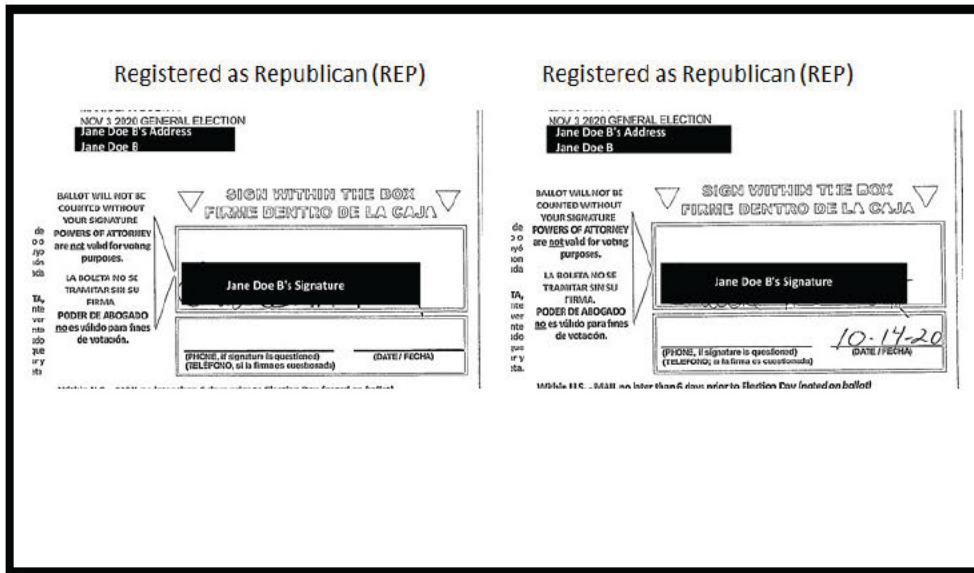 Registered as Republican (REP)
NOV 3 2020 GENERAL ELECTION
Jane Doe B's Address
Jane Doe B
BALLOT WILL NOT BE
COUNTED WITHOUT
YOUR SIGNATURE
POWERS OF ATTORNEY
are not valid for voting
purposes.
LA BOLETA NO SE
TRAMITAR SIN SU
FIRMA.
PODER DE ABOGADO
no es válido para fines
de votación.
SIGN WITHIN THE BOX
FIRME DENTRO DE LA CAJA
Jane Doe B's Signature
(PHONE, if signature is questioned)
(TELÉFONO, si la firma es cuestionada)
(DATE / FECHA)
Registered as Republican (REP)
NOV 3 2020 GENERAL ELECTION
Jane Doe B's Address
Jane Doe B
BALLOT WILL NOT BE
COUNTED WITHOUT
YOUR SIGNATURE
POWERS OF ATTORNEY
are not valid for voting
purposes.
LA BOLETA NO SE
TRAMITAR SIN SU
FIRMA.
PODER DE ABOGADO
no es válido para fines
de votación.
SIGN WITHIN THE BOX
FIRME DENTRO DE LA CAJA
Jane Doe B's Signature
10-14-20
(PHONE, if signature is questioned)
(TELÉFONO, si la firma es cuestionada)
(DATE / FECHA)
Within U.S. - MAIL no later than 6 days prior to Election Day (noted on ballot)